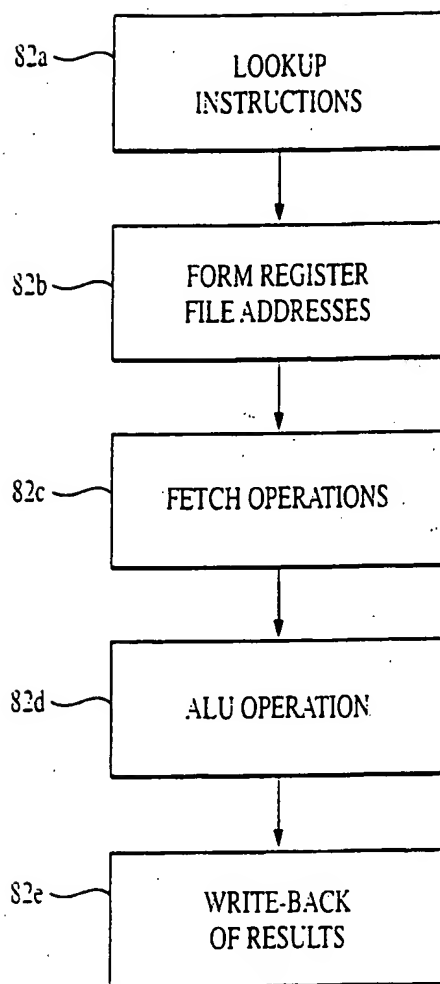 82a
LOOKUP
INSTRUCTIONS
82b
FORM REGISTER
FILE ADDRESSES
82c
FETCH OPERATIONS
82d
ALU OPERATION
82e
WRITE-BACK
OF RESULTS